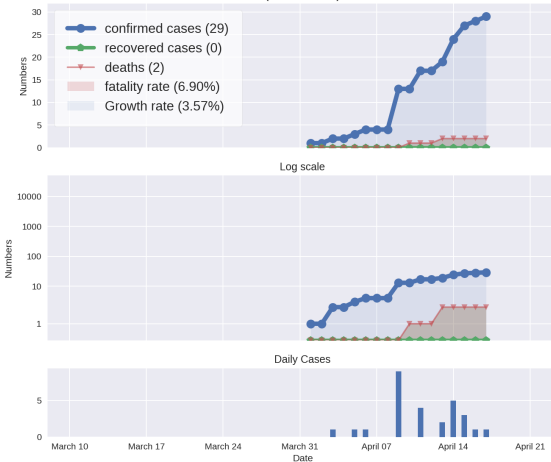 30
25
20
15
10
5
0
Numbers
confirmed cases (29)
recovered cases (0)
deaths (2)
fatality rate (6.90%)
Growth rate (3.57%)
Log scale
10000
1000
100
10
1
Numbers
Daily Cases
5
0
March 10 March 17 March 24 March 31 April 07 April 14 April 21
Date